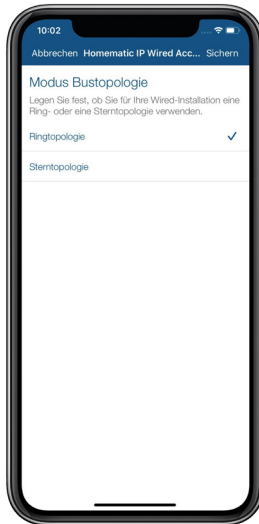 10:02
Abbrechen Homematic IP Wired Acc... Sichern
Modus Bustopologie
Legen Sie fest, ob Sie für Ihre Wired-Installation eine
Ring- oder eine Sterntopologie verwenden.
Ringtopologie
Sterntopologie